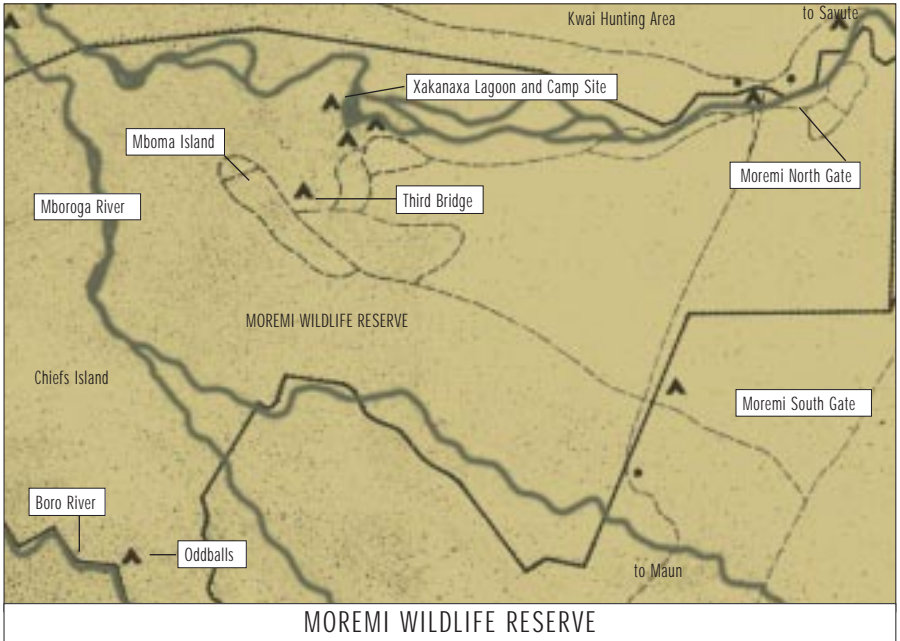 Kwai Hunting Area
to Savute
Xakanaxa Lagoon and Camp Site
Mboma Island
Moremi North Gate
Mboroga River
Third Bridge
MOREMI WILDLIFE RESERVE
Chiefs Island
Moremi South Gate
Boro River
Oddballs
to Maun
MOREMI WILDLIFE RESERVE